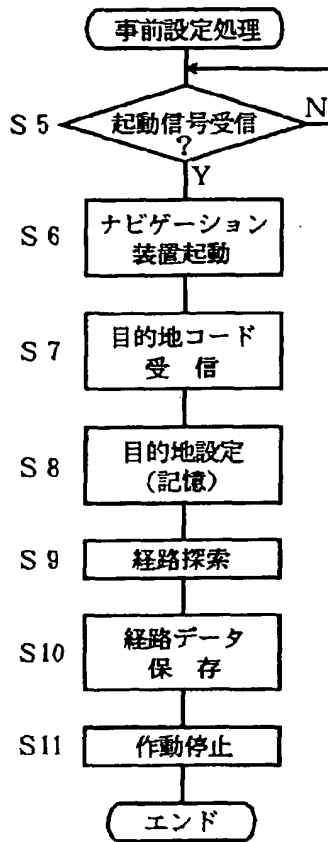 事前設定処理
S5
起動信号受信
?
N
Y
S6
ナビゲーション
装置起動
S7
目的地コード
受 信
S8
目的地設定
(記憶)
S9
経路探索
S10
経路データ
保 存
S11
作動停止
エンド